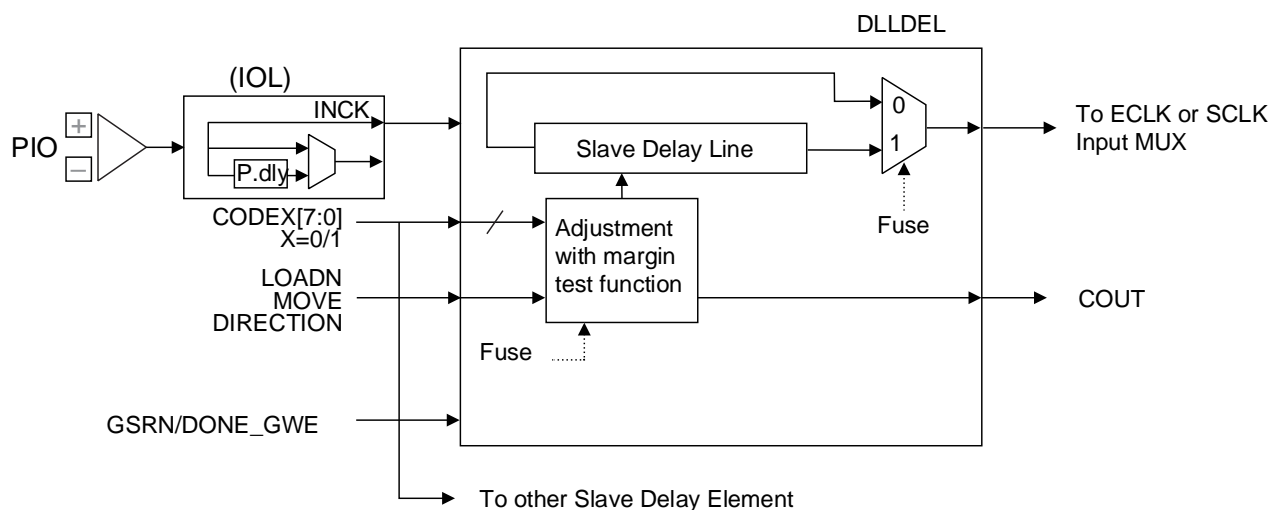 DLLDEL
(IOL)
INCK
PIO
+
−
P.dly
0
1
Slave Delay Line
To ECLK or SCLK
Input MUX
Fuse
CODEX[7:0]
X=0/1
Adjustment
with margin
test function
LOADN
MOVE
DIRECTION
COUT
Fuse
GSRN/DONE_GWE
To other Slave Delay Element